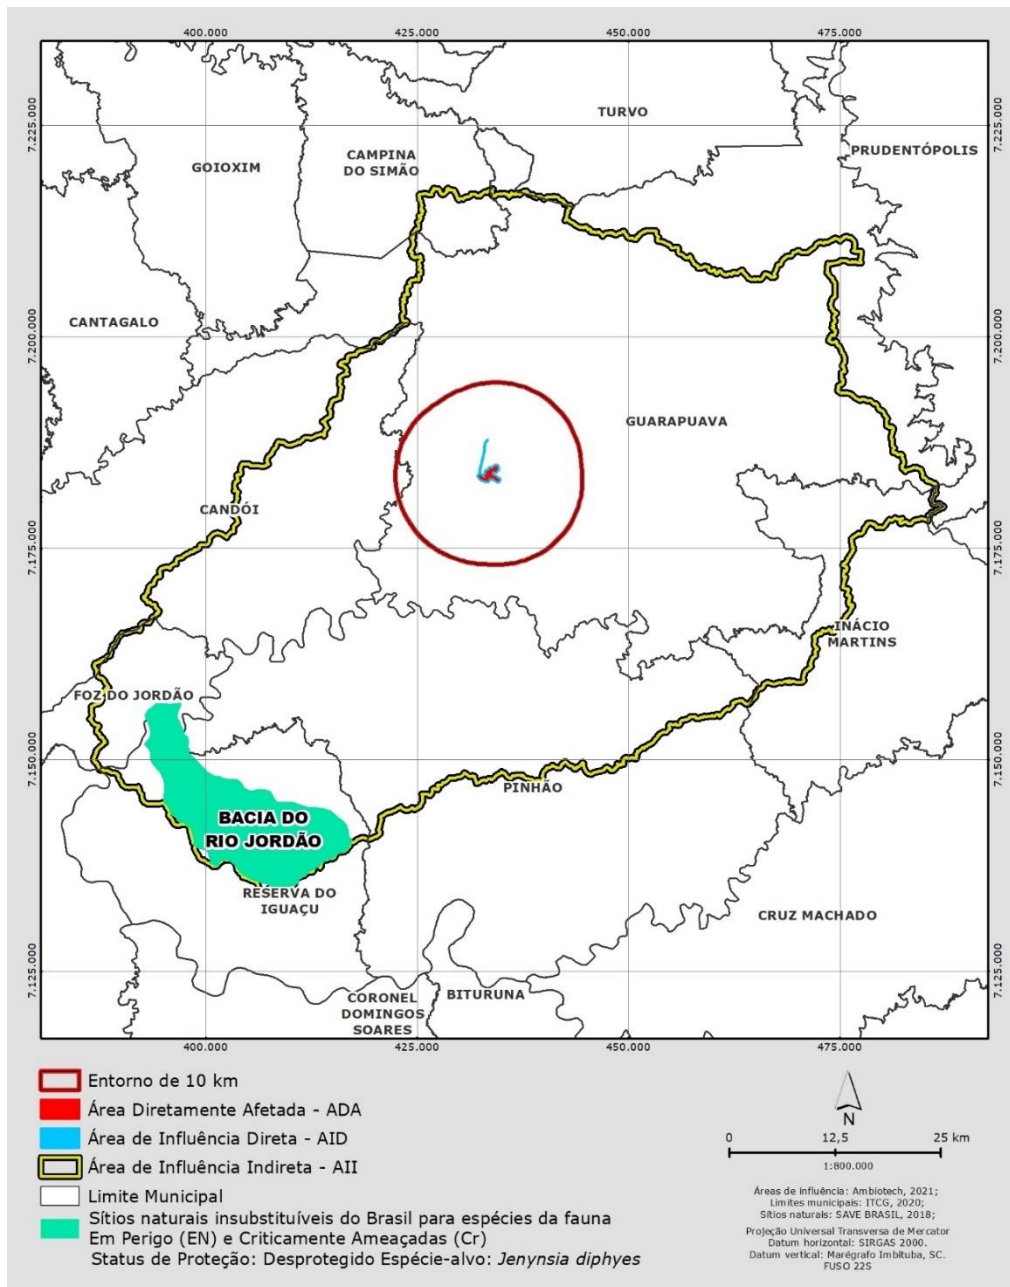 400.000
425.000
450.000
475.000
7.225.000
7.225.000
TURVO
PRUDENTÓPOLIS
GOIOXIM
CAMPINA
DO SIMÃO
CANTAGALO
7.200.000
7.200.000
GUARAPUAVA
CANDÓI
7.175.000
7.175.000
INÁCIO
MARTINS
FOZ DO JORDÃO
7.150.000
7.150.000
PINHÃO
BACIA DO
RIO JORDÃO
RESERVA DO
IGUAÇU
CRUZ MACHADO
7.125.000
7.125.000
CORONEL
DOMINGOS
SOARES
BITURUNA
400.000
425.000
450.000
475.000
Entorno de 10 km
Área Diretamente Afetada - ADA
Área de Influência Direta - AID
Área de Influência Indireta - AII
Limite Municipal
Sítios naturais insubstituíveis do Brasil para espécies da fauna
Em Perigo (EN) e Criticamente Ameaçadas (Cr)
Status de Proteção: Desprotegido Espécie-alvo: Jenynsia diphyes
N
0 12,5 25 km
1:800.000
Áreas de influência: Ambiotech, 2021;
Limites municipais: ITCG, 2020;
Sítios naturais: SAVE BRASIL, 2018;
Projeção Universal Transversa de Mercator
Datum horizontal: SIRGAS 2000.
Datum vertical: Marégrafo Imbituba, SC.
FUSO 22S